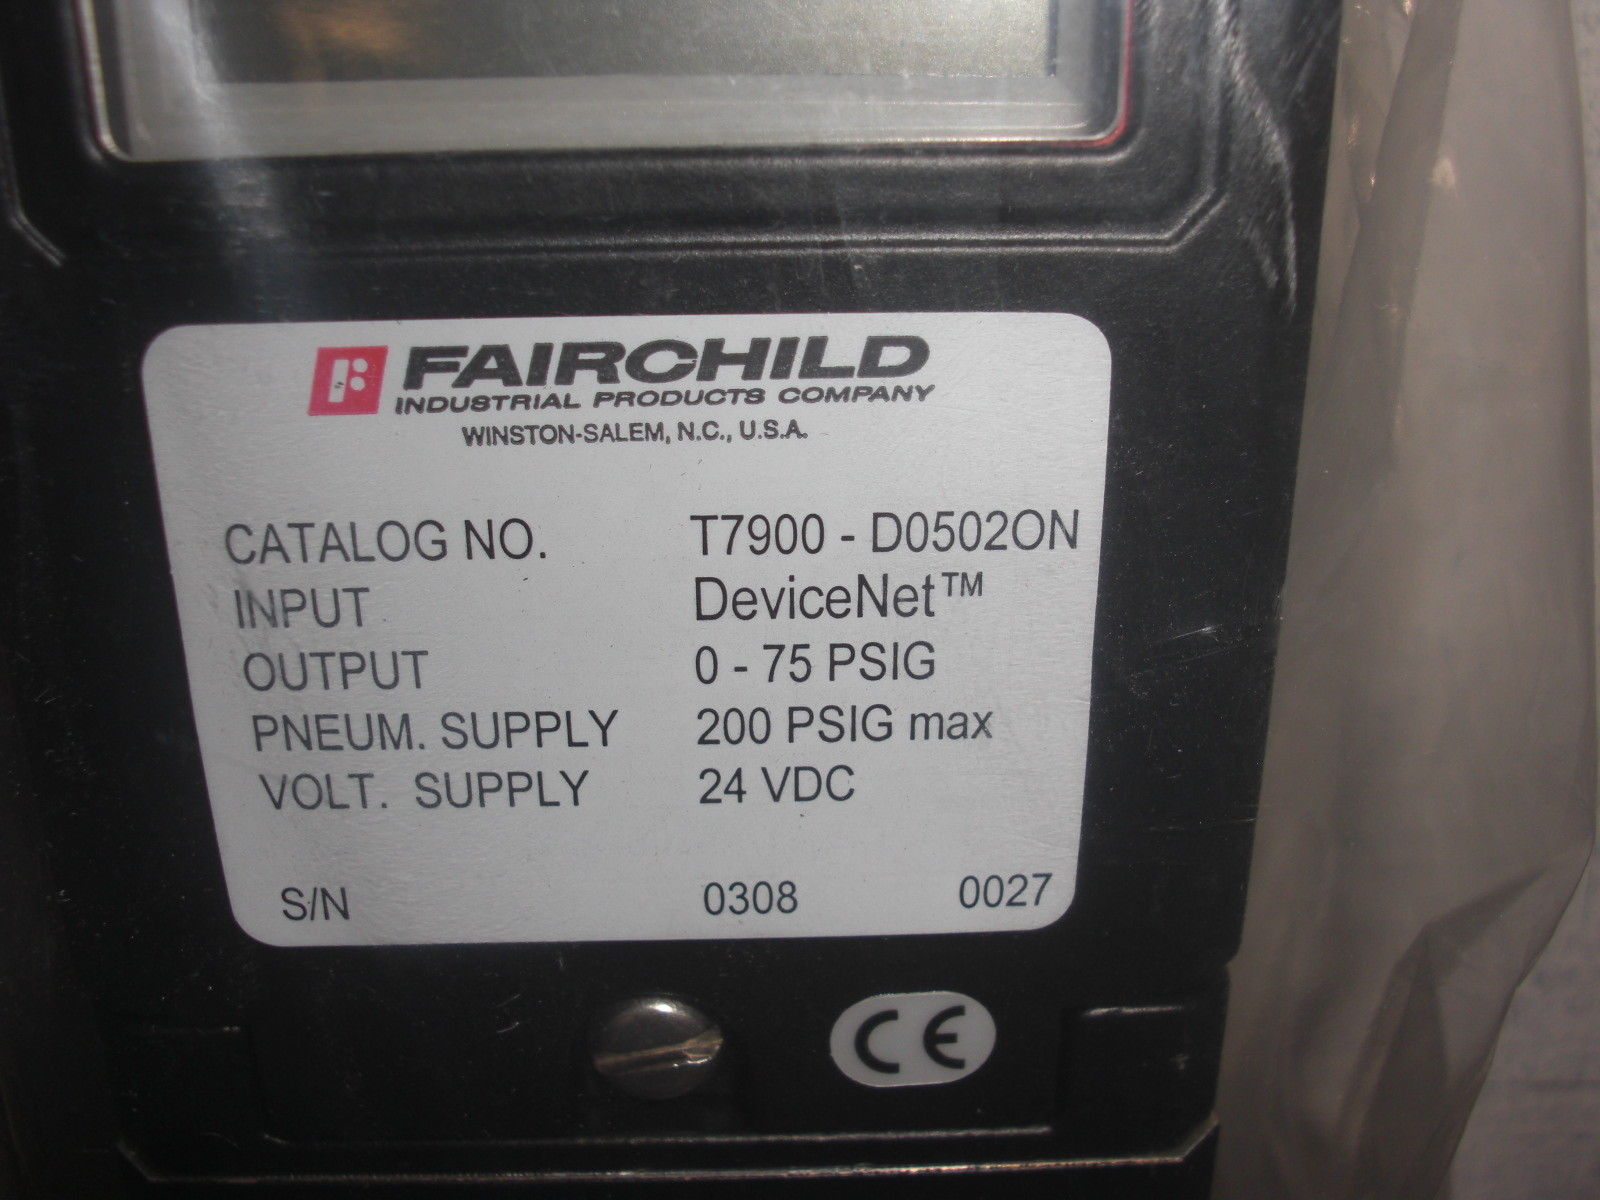 FAIRCHILD
INDUSTRIAL PRODUCTS COMPANY
WINSTON-SALEM, N.C., U.S.A.
CATALOG NO. T7900 - D0502ON
INPUT DeviceNet™
OUTPUT 0 - 75 PSIG
PNEUM. SUPPLY 200 PSIG max
VOLT. SUPPLY 24 VDC
S/N 0308 0027
CE